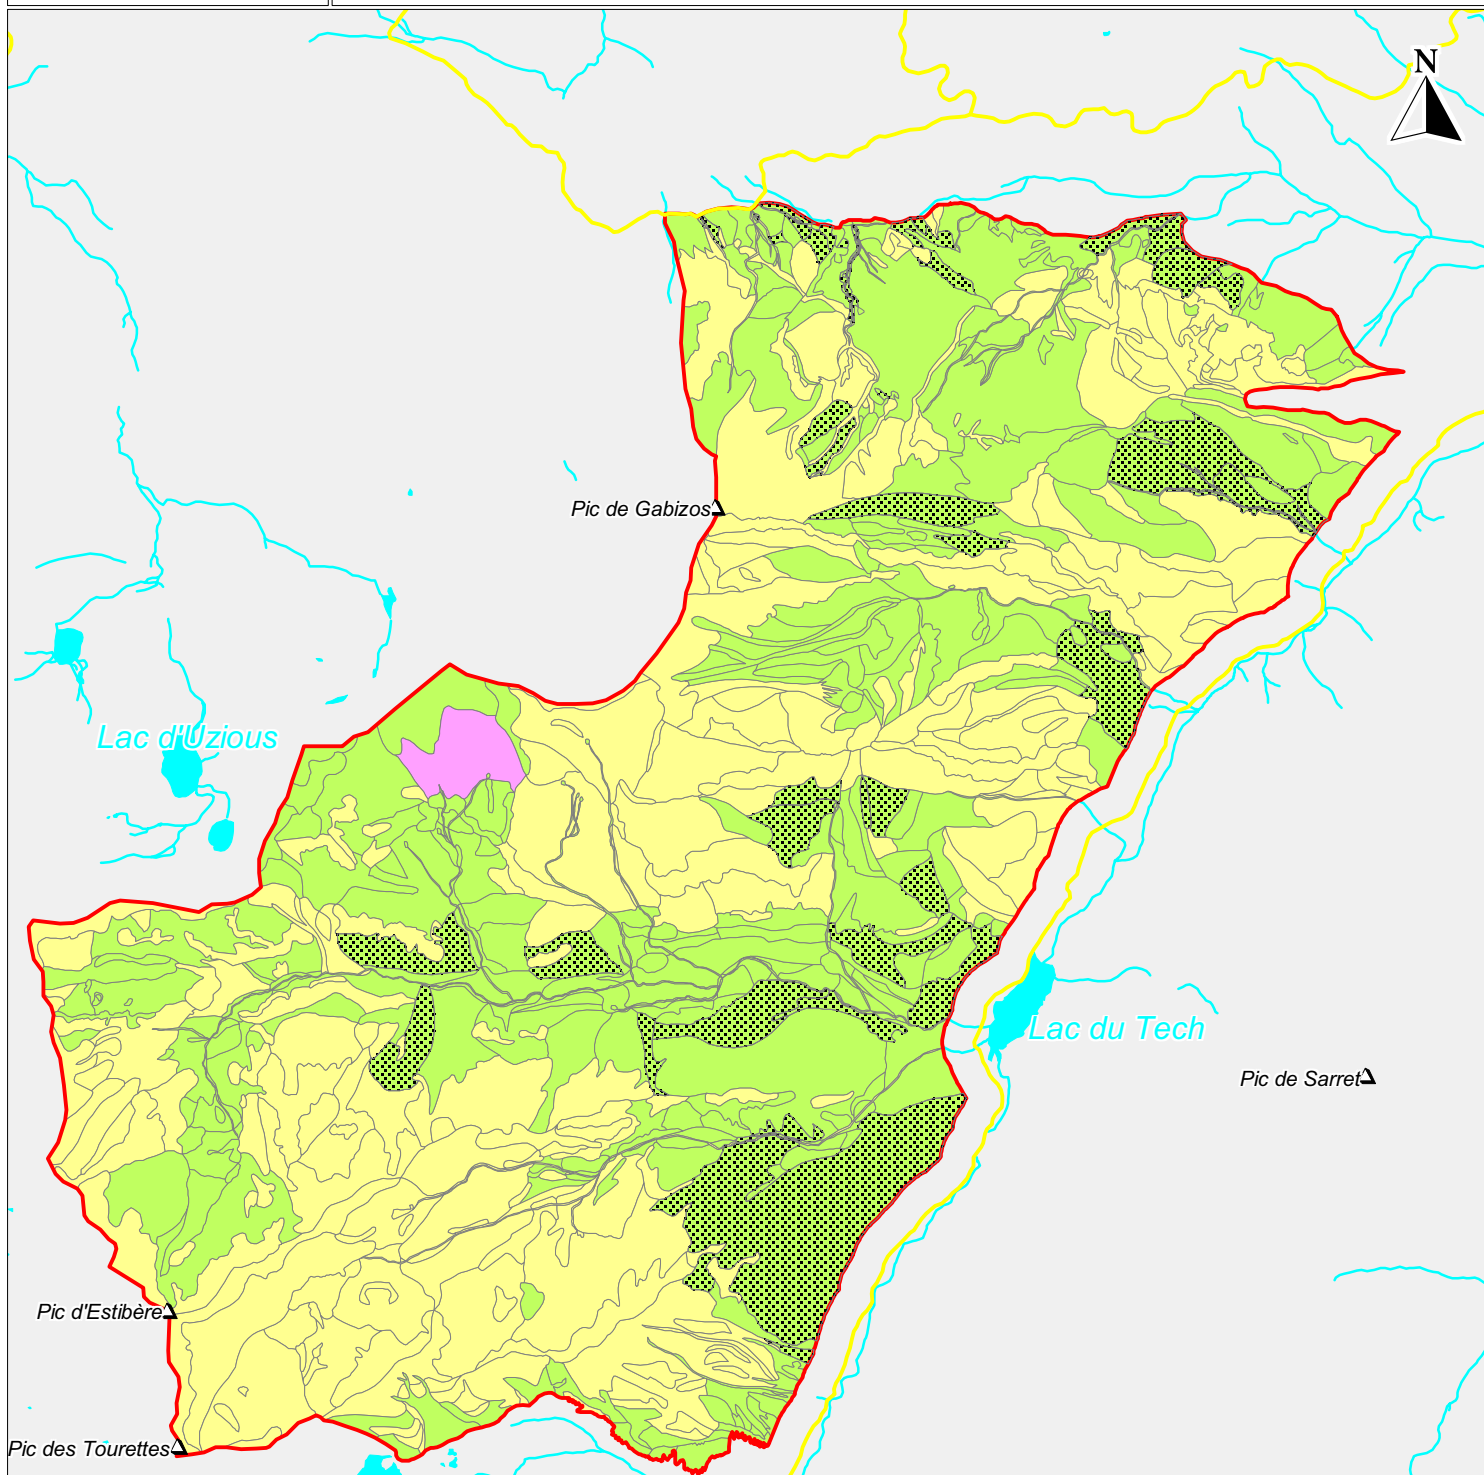 N
Pic de Gabizos
Lac d'Uzious
Lac du Tech
Pic de Sarret
Pic d'Estibère
Pic des Tourettes